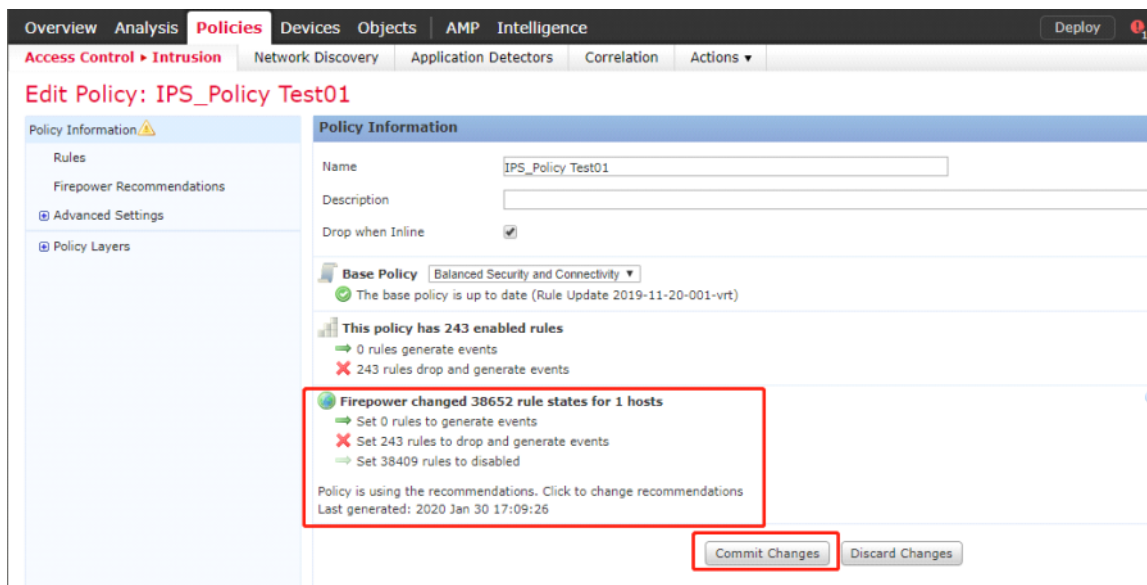 Overview Analysis Policies Devices Objects AMP Intelligence Deploy 1
Access Control ▸ Intrusion Network Discovery Application Detectors Correlation Actions ▼
Edit Policy: IPS_Policy Test01
Policy Information
Rules
Firepower Recommendations
Advanced Settings
Policy Layers
Policy Information
Name IPS_Policy Test01
Description
Drop when Inline
Base Policy Balanced Security and Connectivity ▼
The base policy is up to date (Rule Update 2019-11-20-001-vrt)
This policy has 243 enabled rules
0 rules generate events
243 rules drop and generate events
Firepower changed 38652 rule states for 1 hosts
Set 0 rules to generate events
Set 243 rules to drop and generate events
Set 38409 rules to disabled
Policy is using the recommendations. Click to change recommendations
Last generated: 2020 Jan 30 17:09:26
Commit Changes Discard Changes